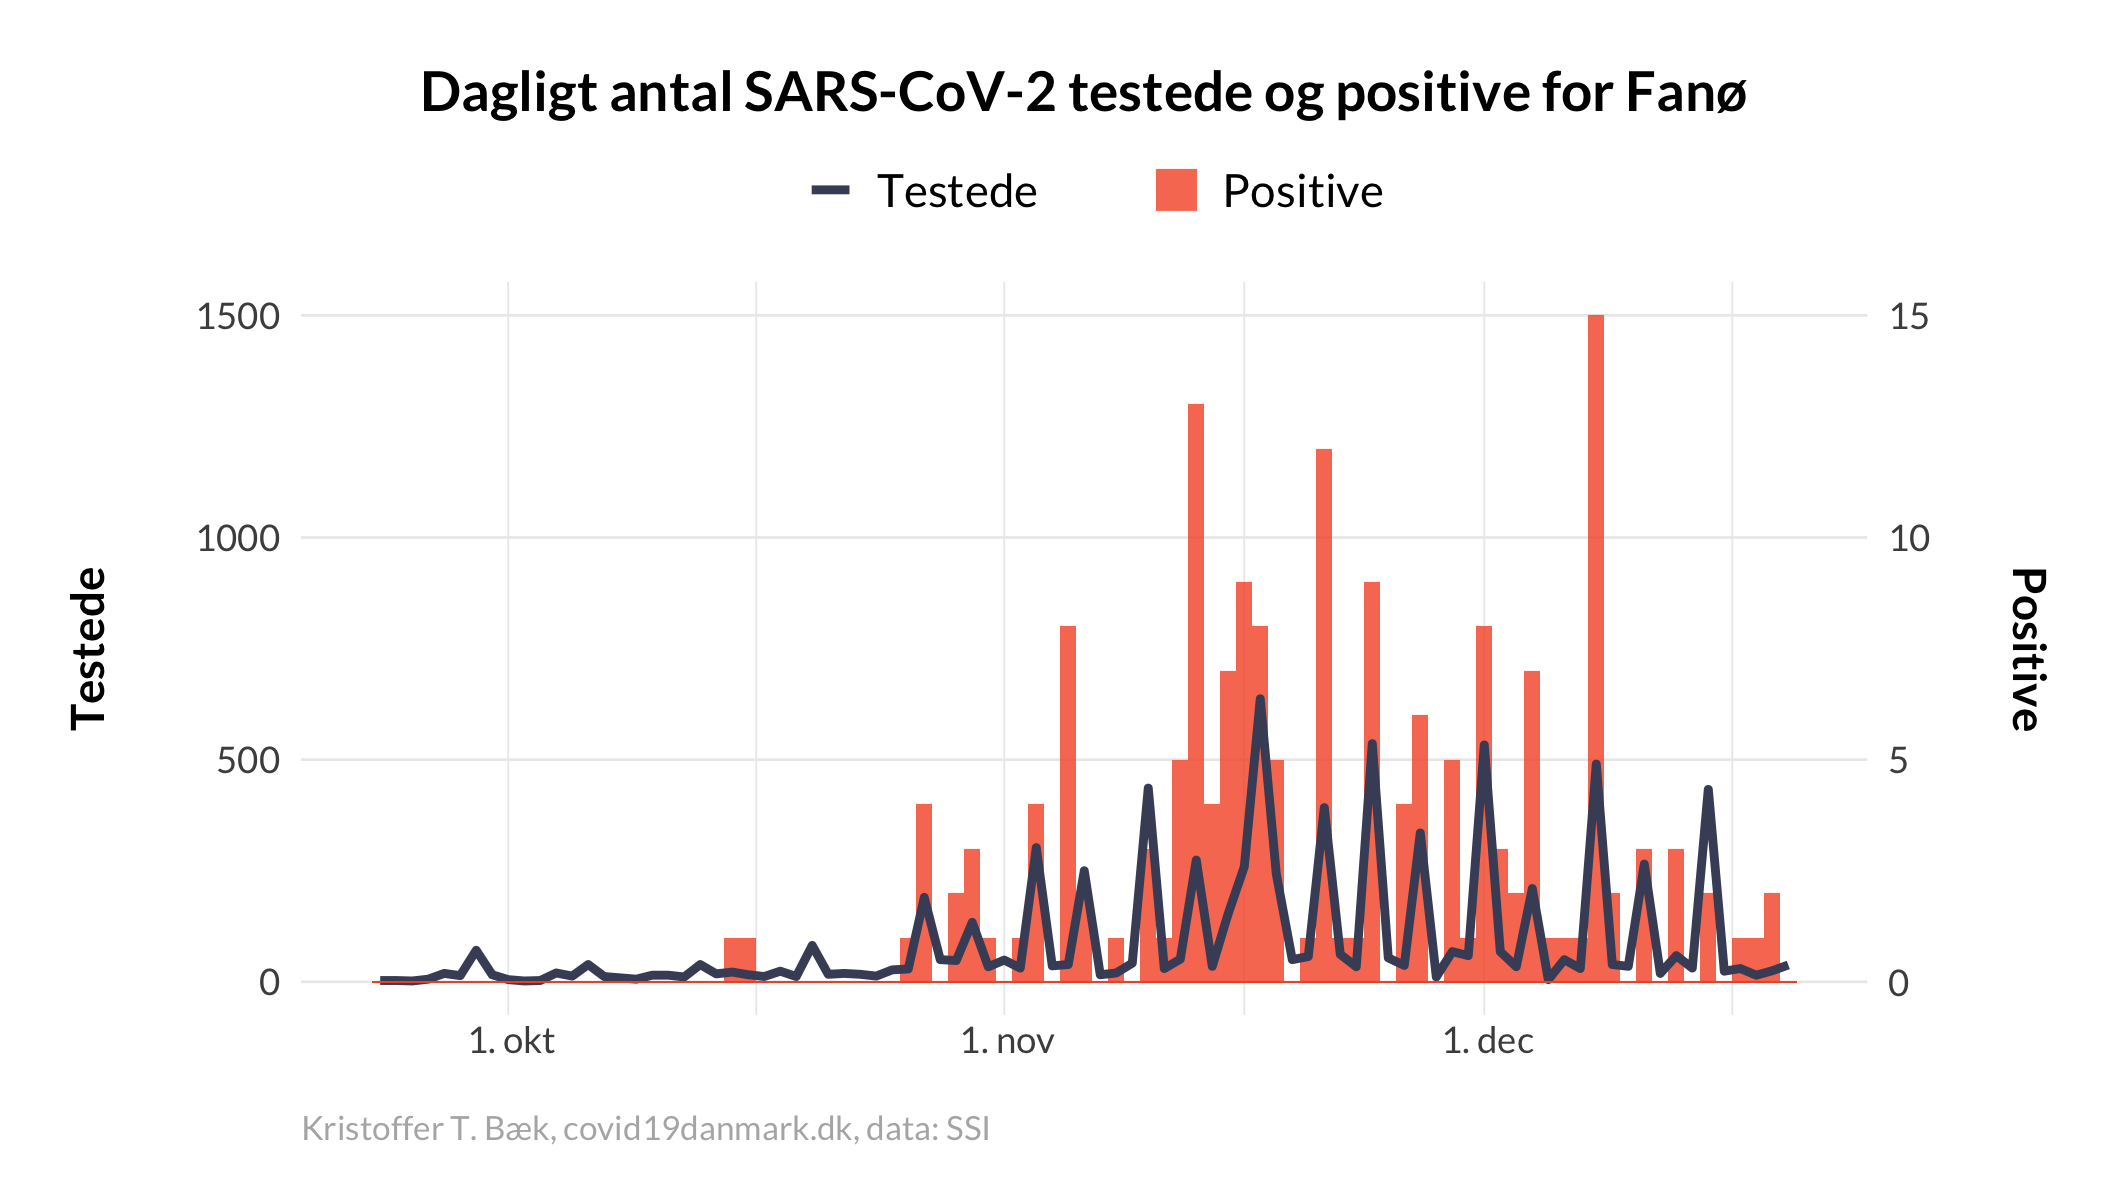 Dagligt antal SARS-CoV-2 testede og positive for Fanø
Testede Positive
1500
1000
500
0
15
10
5
0
Testede
Positive
1. okt 1. nov 1. dec
Kristoffer T. Bæk, covid19danmark.dk, data: SSI